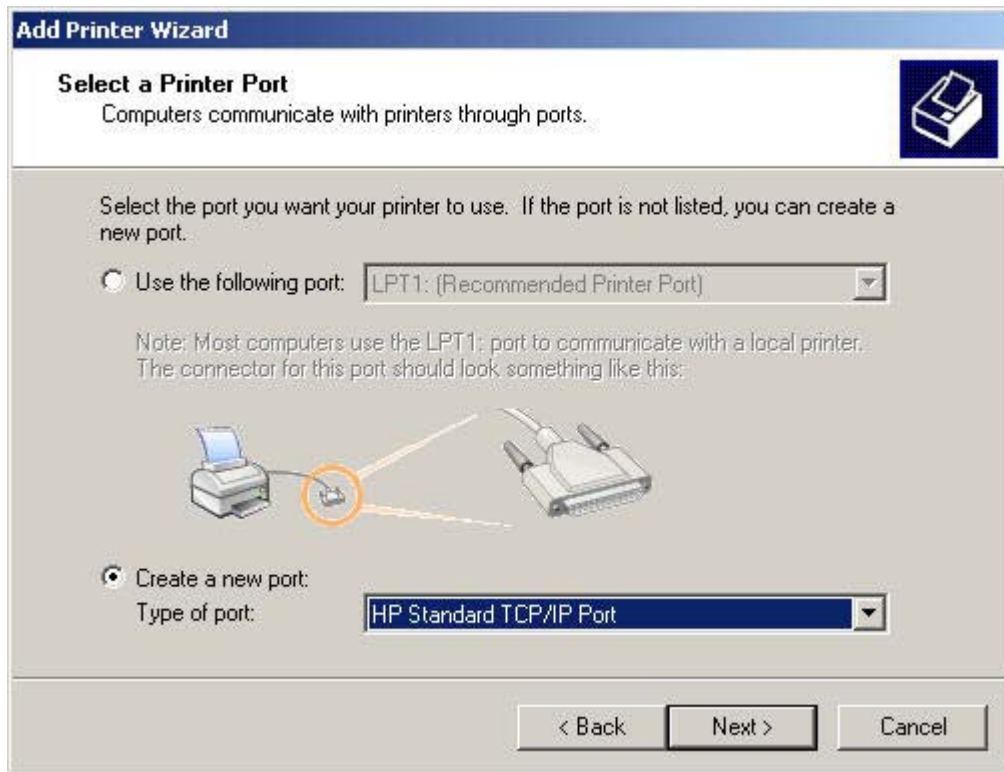 Add Printer Wizard
Select a Printer Port
Computers communicate with printers through ports.
Select the port you want your printer to use.  If the port is not listed, you can create a
new port.
Use the following port: LPT1: (Recommended Printer Port)
Note: Most computers use the LPT1: port to communicate with a local printer.
The connector for this port should look something like this:
Create a new port:
Type of port: HP Standard TCP/IP Port
< Back Next > Cancel